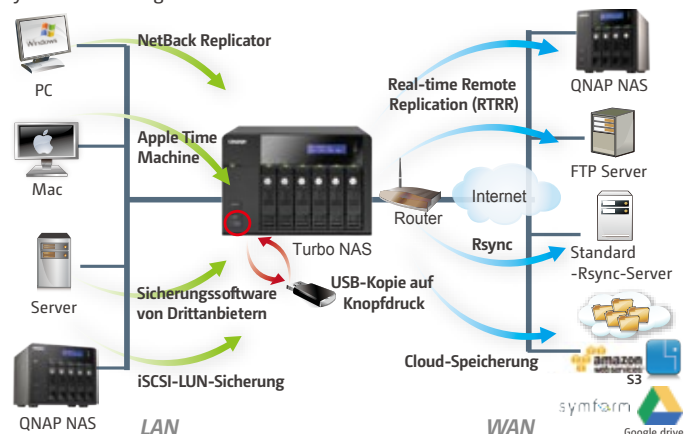 Windows
PC
NetBack Replicator
Apple Time
Machine
Mac
Server
Sicherungssoftware
von Drittanbietern
iSCSI-LUN-Sicherung
QNAP NAS
LAN
Turbo NAS
USB-Kopie auf
Knopfdruck
Router
Internet
Real-time Remote
Replication (RTRR)
QNAP NAS
FTP Server
Rsync
Standard
-Rsync-Server
Cloud-Speicherung
amazon
webservices
S3
symform
Google drive
WAN